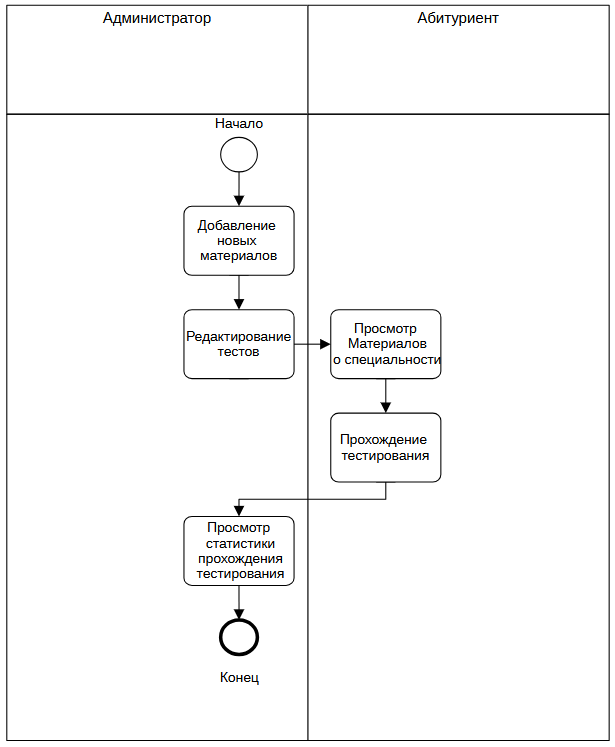 Администратор
Абитуриент
Начало
Добавление
новых
материалов
Редактирование
тестов
Просмотр
Материалов
о специальности
Прохождение
тестирования
Просмотр
статистики
прохождения
тестирования
Конец